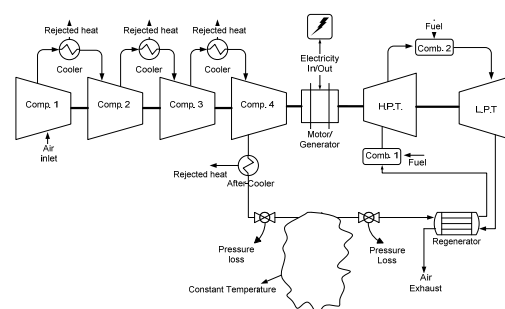 Rejected heat
Rejected heat
Rejected heat
Fuel
Comb. 2
Cooler
Cooler
Cooler
Electricity
In/Out
Comp. 1
Comp. 2
Comp. 3
Comp. 4
H.P.T.
L.P.T
Motor/
Generator
Air
inlet
Comb. 1
Fuel
Rejected heat
After-Cooler
Pressure
loss
Pressure
Loss
Regenerator
Constant Temperature
Air
Exhaust